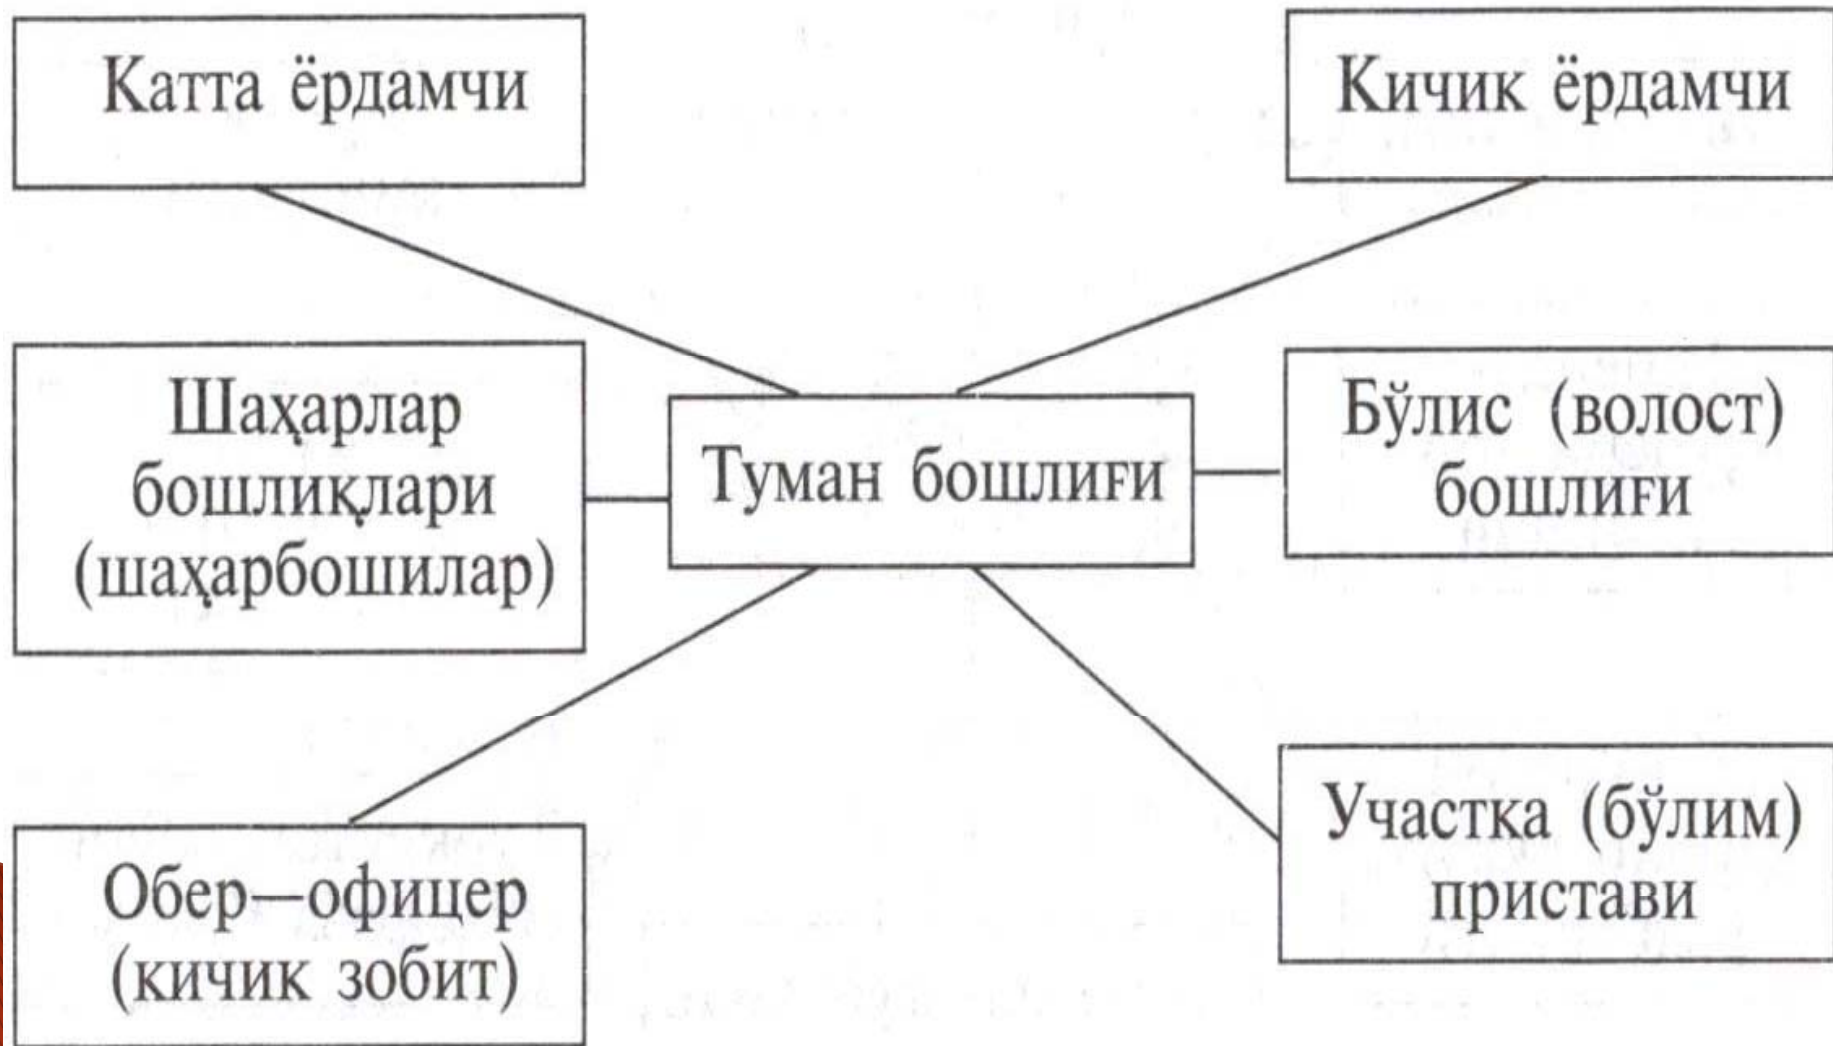 Катта ёрдамчи
Кичик ёрдамчи
Шаҳарлар
бошлиқлари
(шаҳарбошилар)
Туман бошлиғи
Бўлис (волост)
бошлиғи
Обер—офицер
(кичик зобит)
Участка (бўлим)
пристави